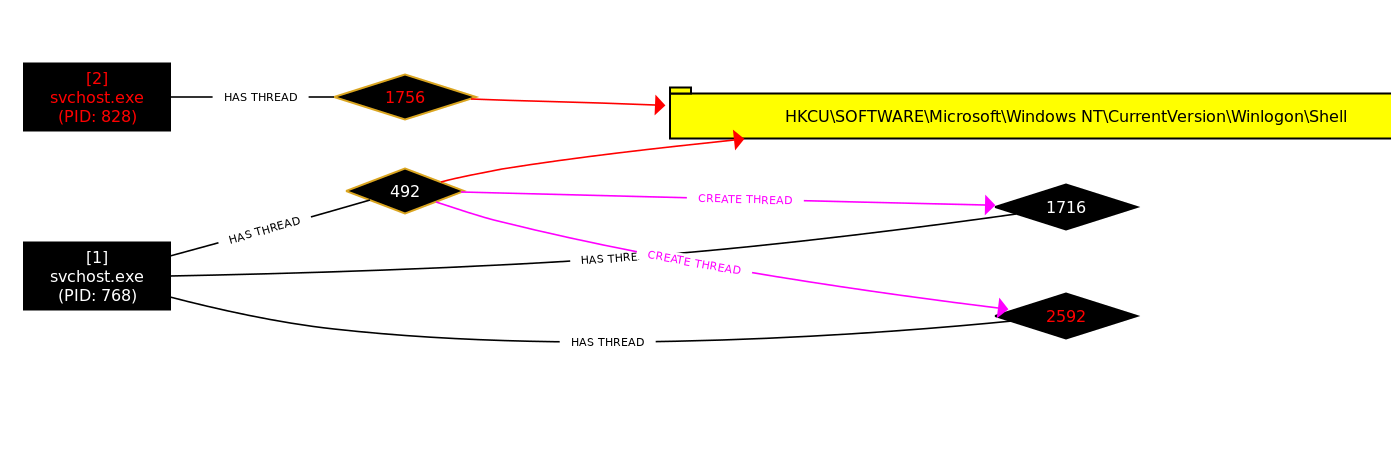 [2]
svchost.exe
(PID: 828)
HAS THREAD
1756
HKCU\SOFTWARE\Microsoft\Windows NT\CurrentVersion\Winlogon\Shell
492
CREATE THREAD
1716
HAS THREAD
[1]
svchost.exe
(PID: 768)
HAS THRE
CREATE THREAD
2592
HAS THREAD